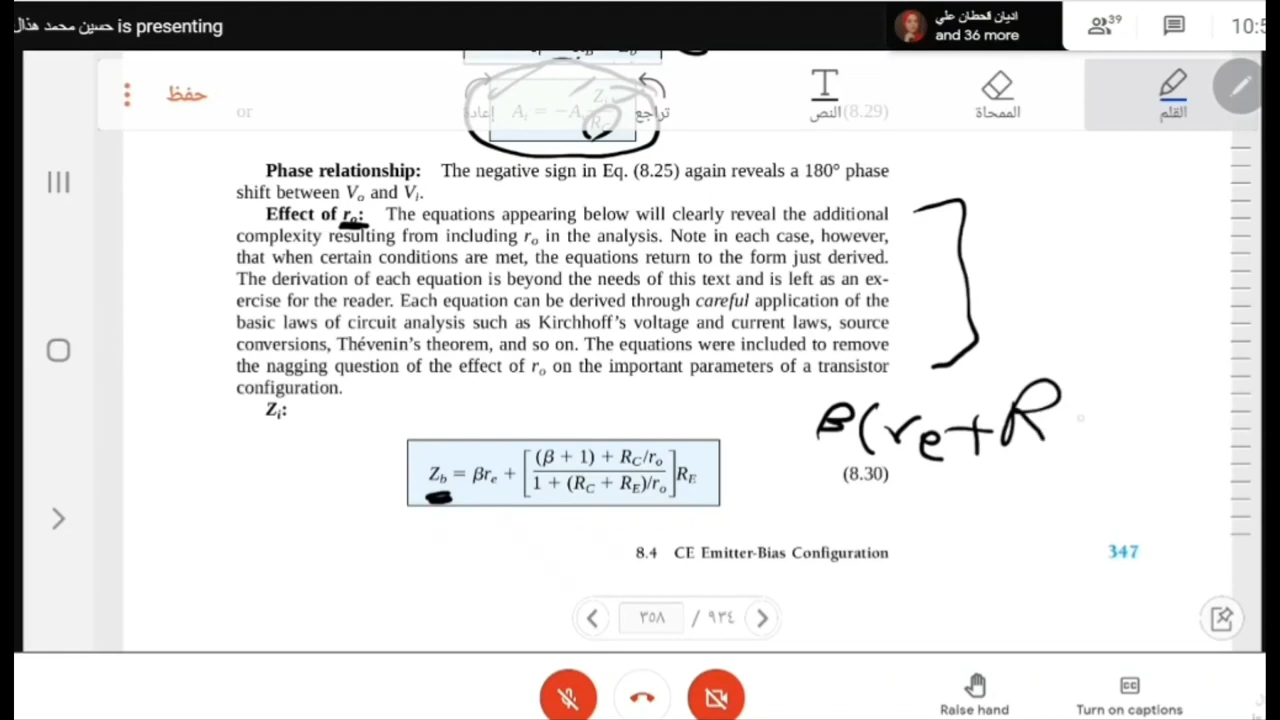 حسين محمد هذال is presenting
اديان الحطان علي
and 36 more
39
10:5
حفظ
إعادة
تراجع
النص
الممحاة
القلم
or
A_i = −A_v Z_i / R_C
(8.29)
Phase relationship: The negative sign in Eq. (8.25) again reveals a 180° phase
shift between V_o and V_i.
Effect of r_o: The equations appearing below will clearly reveal the additional
complexity resulting from including r_o in the analysis. Note in each case, however,
that when certain conditions are met, the equations return to the form just derived.
The derivation of each equation is beyond the needs of this text and is left as an ex-
ercise for the reader. Each equation can be derived through careful application of the
basic laws of circuit analysis such as Kirchhoff's voltage and current laws, source
conversions, Thévenin's theorem, and so on. The equations were included to remove
the nagging question of the effect of r_o on the important parameters of a transistor
configuration.
Z_i:
β(re+R
Z_b = βr_e + [(β + 1) + R_C/r_o / 1 + (R_C + R_E)/r_o] R_E
(8.30)
8.4 CE Emitter-Bias Configuration 347
٣٥٨ / ٩٣٤
Raise hand
Turn on captions